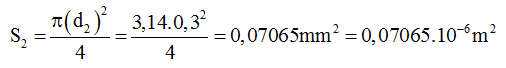 S₂ = π(d₂)²/4 = 3,14.0,3²/4 = 0,07065mm² = 0,07065.10⁻⁶m²